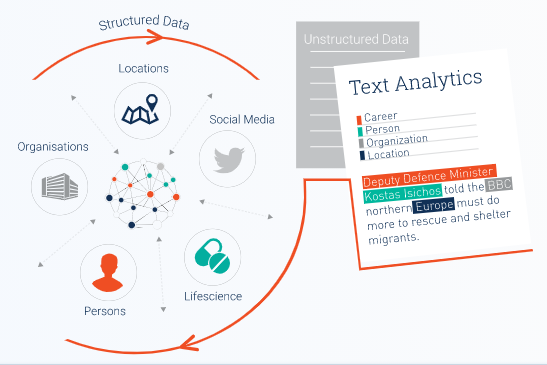 Structured Data
Locations
Social Media
Organisations
Persons
Lifescience
Unstructured Data
Text Analytics
Career
Person
Organization
Location
Deputy Defence Minister
Kostas Isichos told the BBC
northern Europe must do
more to rescue and shelter
migrants.